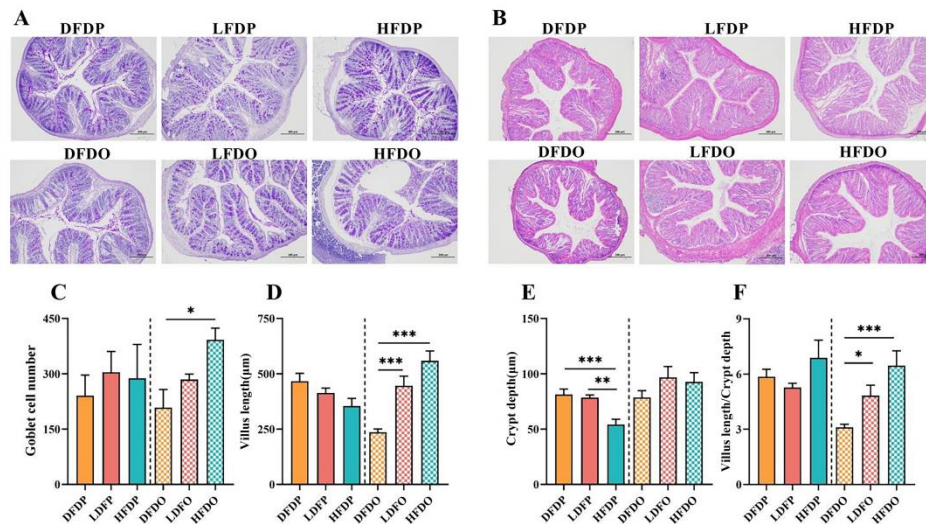 A
DFDP LFDP HFDP
DFDO LFDO HFDO
B
DFDP LFDP HFDP
DFDO LFDO HFDO
C
Goblet cell number
450
300
150
0
*
DFDP LDFP HFDP DFDO LDFO HFDO
D
Villus length(μm)
750
500
250
0
***
***
DFDP LDFP HFDP DFDO LDFO HFDO
E
Crypt depth(μm)
150
100
50
0
***
**
DFDP LDFP HFDP DFDO LDFO HFDO
F
Villus length/Crypt depth
9
6
3
0
***
*
DFDP LDFP HFDP DFDO LDFO HFDO